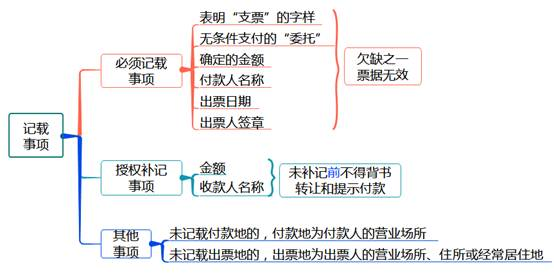 表明“支票”的字样
无条件支付的“委托”
必须记载
事项
确定的金额
付款人名称
出票日期
出票人签章
欠缺之一
票据无效
记载
事项
授权补记
事项
金额
收款人名称
未补记前不得背书
转让和提示付款
其他
事项
未记载付款地的，付款地为付款人的营业场所
未记载出票地的，出票地为出票人的营业场所、住所或经常居住地